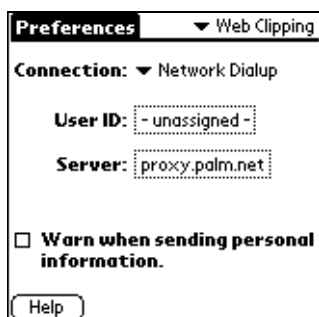 Preferences ▼ Web Clipping
Connection: ▼ Network Dialup
User ID: - unassigned -
Server: proxy.palm.net
Warn when sending personal
information.
Help